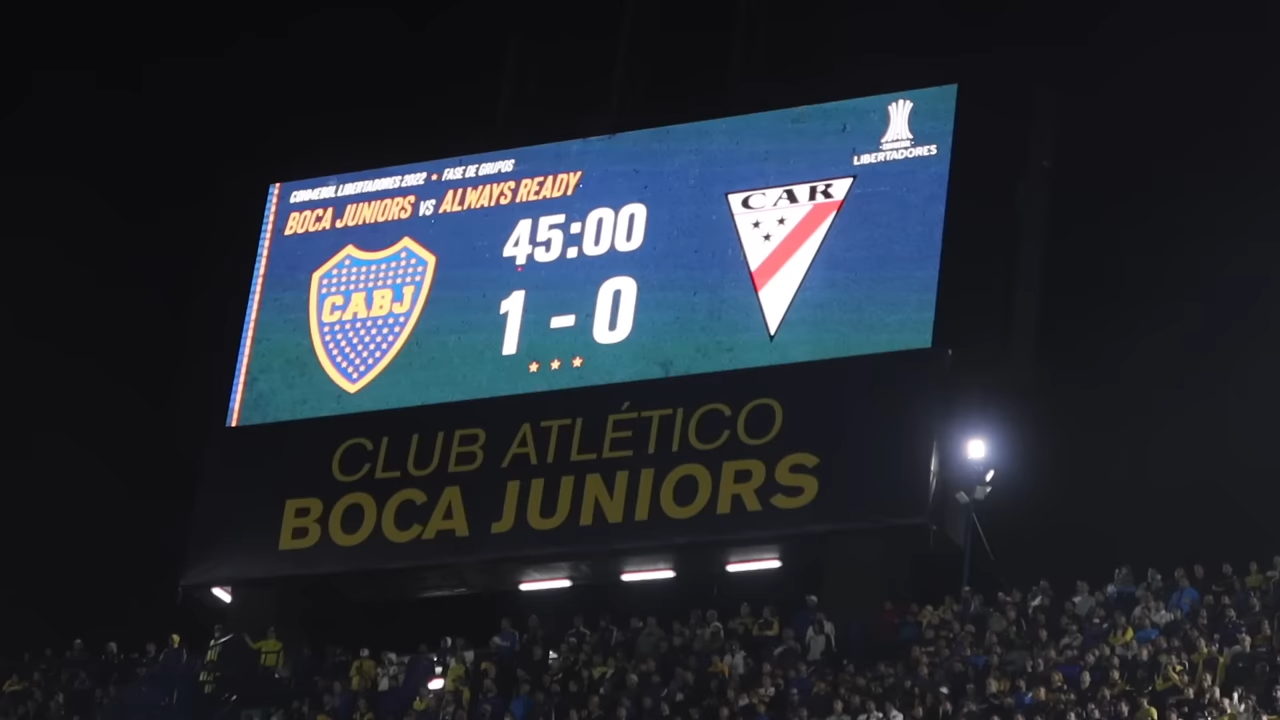 CONMEBOL LIBERTADORES 2022 ★ FASE DE GRUPOS
BOCA JUNIORS VS ALWAYS READY
CONMEBOL
LIBERTADORES
45:00
1 - 0
CABJ
CAR
CLUB ATLÉTICO
BOCA JUNIORS